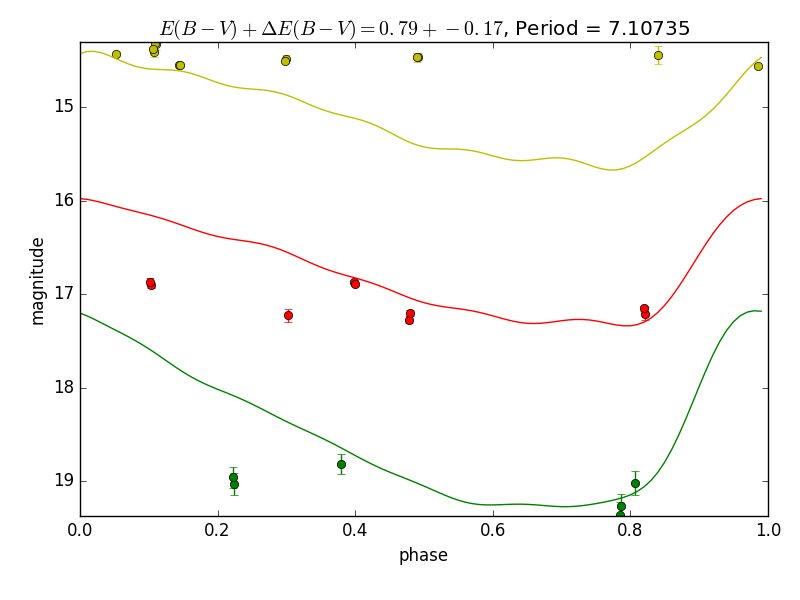 E(B − V) + ΔE(B − V) = 0.79 + −0.17, Period = 7.10735
15
16
17
18
19
magnitude
0.0 0.2 0.4 0.6 0.8 1.0
phase